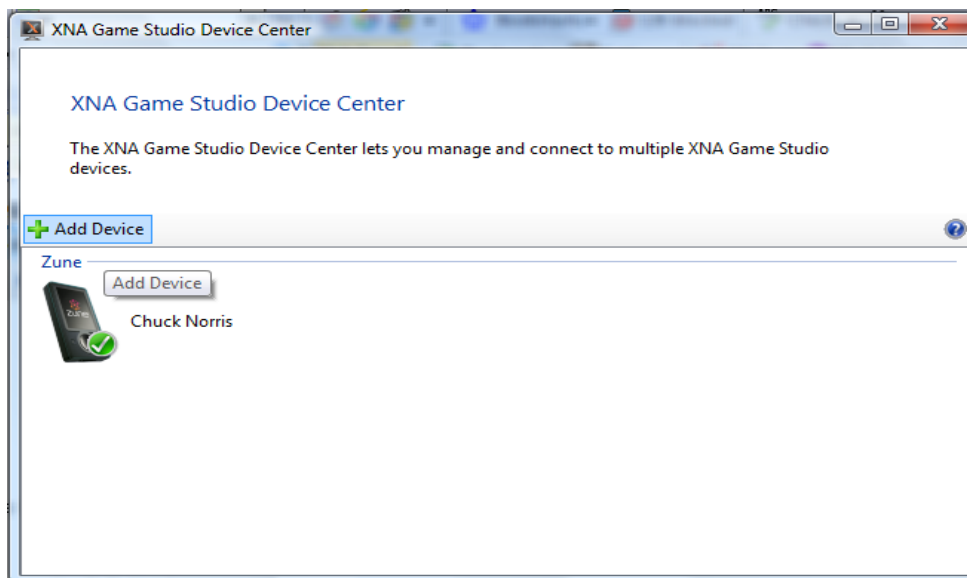 XNA Game Studio Device Center
XNA Game Studio Device Center
The XNA Game Studio Device Center lets you manage and connect to multiple XNA Game Studio
devices.
Add Device
Zune
Add Device
zune
Chuck Norris